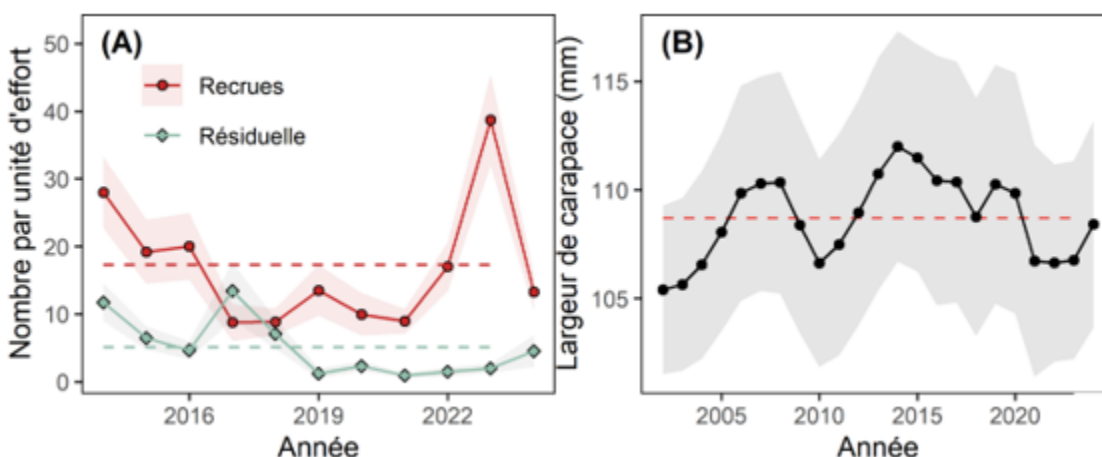 Nombre par unité d'effort
50
40
30
20
10
0
(A)
Recrues
Résiduelle
2016
2019
2022
Année
Largeur de carapace (mm)
115
110
105
(B)
2005
2010
2015
2020
Année